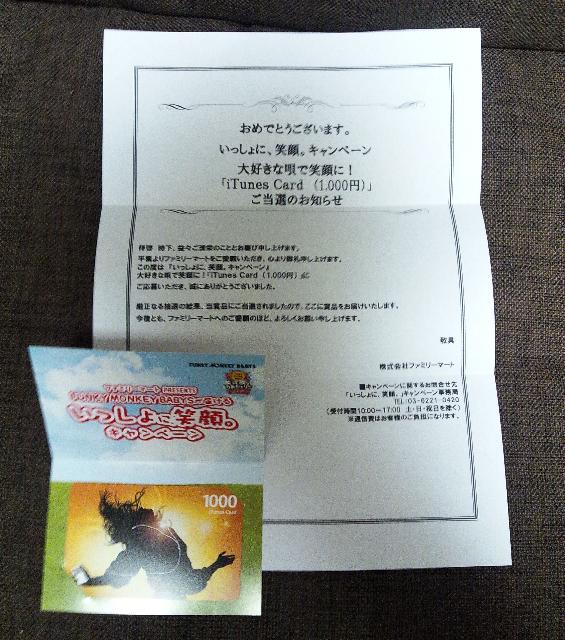 おめでとうございます。
いっしょに、笑顔。キャンペーン
大好きな唄で笑顔に！
「iTunes Card （1,000円）」
ご当選のお知らせ
拝啓 時下、益々ご清栄のこととお慶び申し上げます。
平素よりファミリーマートをご愛顧いただき、心より御礼申し上げます。
この度は『いっしょに、笑顔。キャンペーン』
大好きな唄で笑顔に！「iTunes Card（1,000円）」に
ご応募いただき、誠にありがとうございました。
厳正なる抽選の結果、当賞品にご当選されましたので、ここに賞品をお届けいたします。
今後とも、ファミリーマートへのご愛顧のほど、よろしくお願い申し上げます。
敬具
株式会社ファミリーマート
■キャンペーンに関するお問合せ先
「いっしょに、笑顔。」キャンペーン事務局
TEL:03-6221-0420
（受付時間10:00～17:00 土・日・祝日を除く）
※通信費はお客様のご負担になります。
FUNKY MONKEY BABYS
ファミリーマート PRESENTS
FUNKY MONKEY BABYSが届ける
いっしょに笑顔。
キャンペーン
1000
iTunes Card